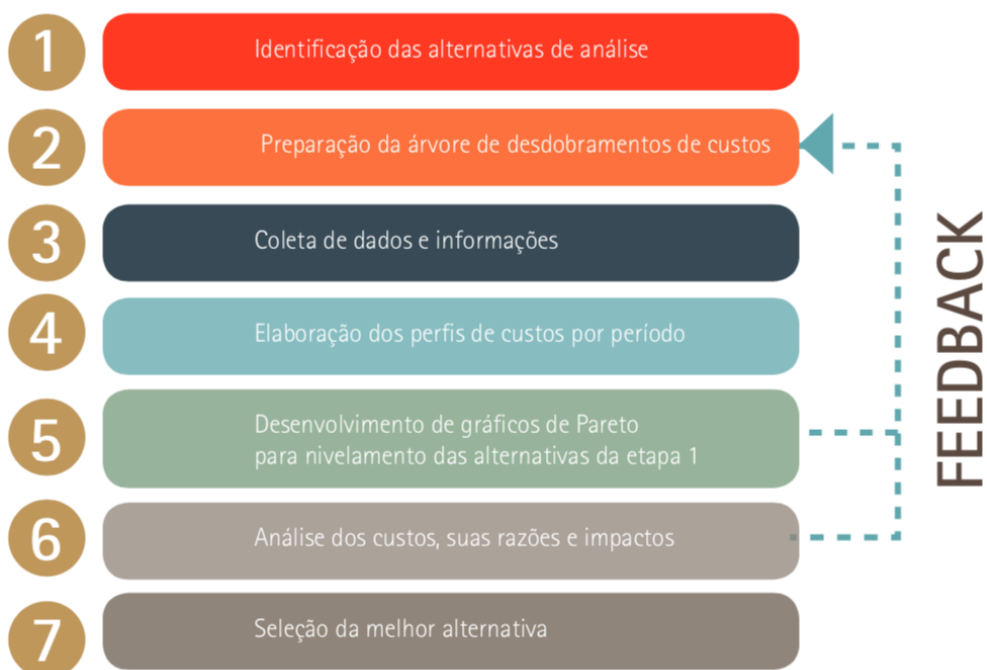 1
Identificação das alternativas de análise
2
Preparação da árvore de desdobramentos de custos
3
Coleta de dados e informações
4
Elaboração dos perfis de custos por período
5
Desenvolvimento de gráficos de Pareto
para nivelamento das alternativas da etapa 1
6
Análise dos custos, suas razões e impactos
7
Seleção da melhor alternativa
FEEDBACK